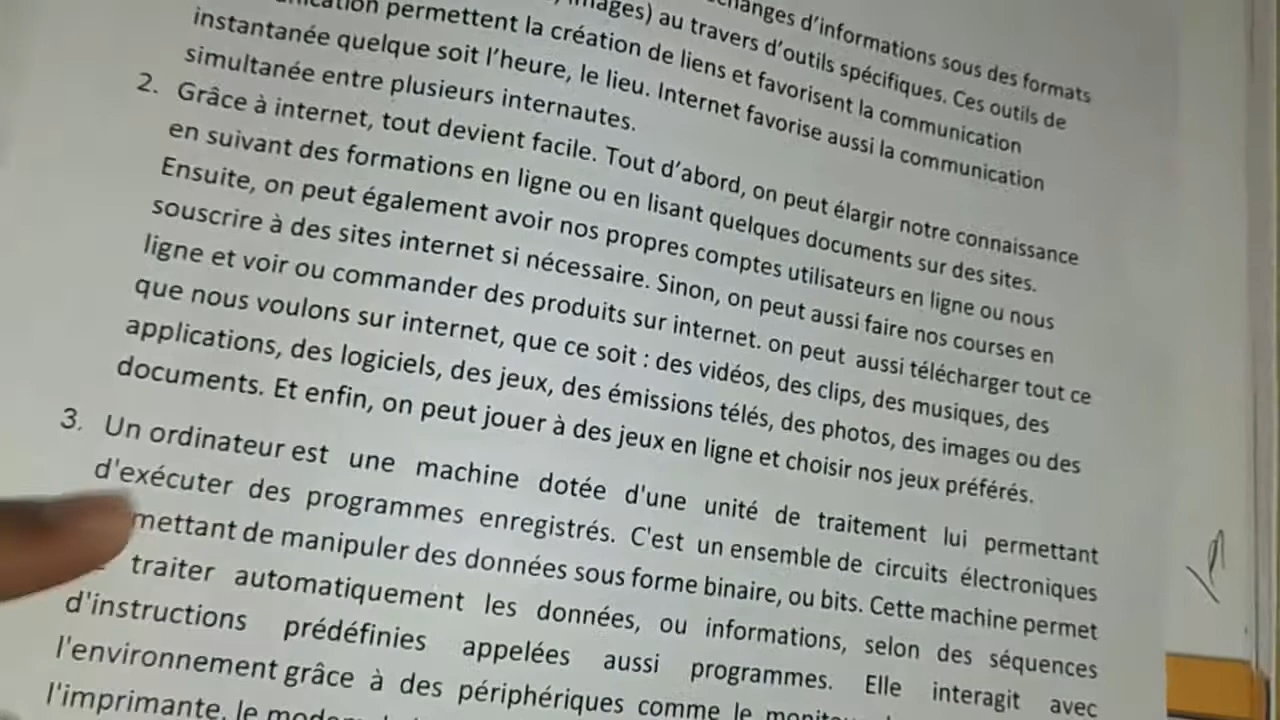 changes d'informations sous des formats
images) au travers d'outils spécifiques. Ces outils de
permettent la création de liens et favorisent la communication
instantanée quelque soit l'heure, le lieu. Internet favorise aussi la communication
simultanée entre plusieurs internautes.
2. Grâce à internet, tout devient facile. Tout d'abord, on peut élargir notre connaissance
en suivant des formations en ligne ou en lisant quelques documents sur des sites.
Ensuite, on peut également avoir nos propres comptes utilisateurs en ligne ou nous
souscrire à des sites internet si nécessaire. Sinon, on peut aussi faire nos courses en
ligne et voir ou commander des produits sur internet. on peut aussi télécharger tout ce
que nous voulons sur internet, que ce soit : des vidéos, des clips, des musiques, des
applications, des logiciels, des jeux, des émissions télés, des photos, des images ou des
documents. Et enfin, on peut jouer à des jeux en ligne et choisir nos jeux préférés.
3. Un ordinateur est une machine dotée d'une unité de traitement lui permettant
d'exécuter des programmes enregistrés. C'est un ensemble de circuits électroniques
mettant de manipuler des données sous forme binaire, ou bits. Cette machine permet
traiter automatiquement les données, ou informations, selon des séquences
d'instructions prédéfinies appelées aussi programmes. Elle interagit avec
l'environnement grâce à des périphériques comme le
l'imprimante, le